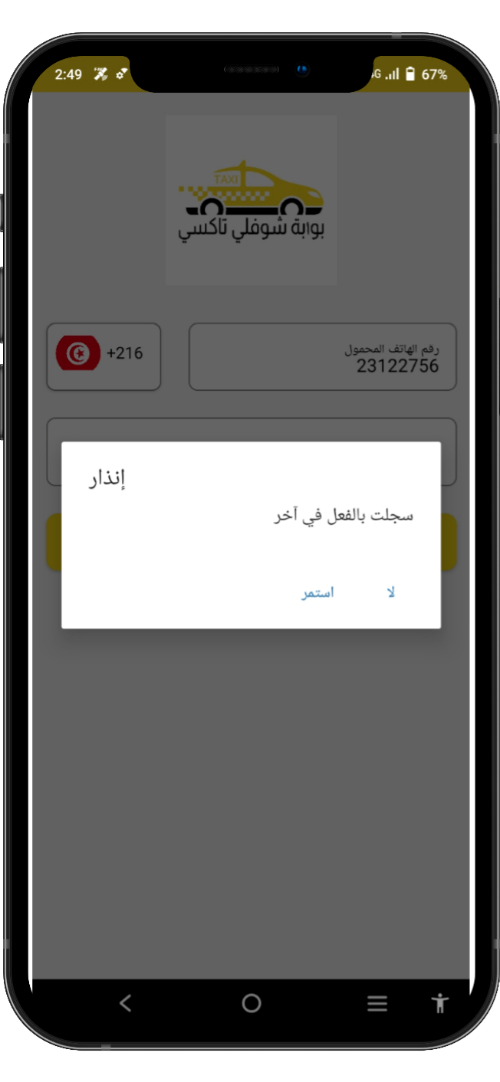 2:49
G 67%
TAXI
بوابة شوفلي تاكسي
+216
رقم الهاتف المحمول
23122756
إنذار
سجلت بالفعل في آخر
لا
استمر